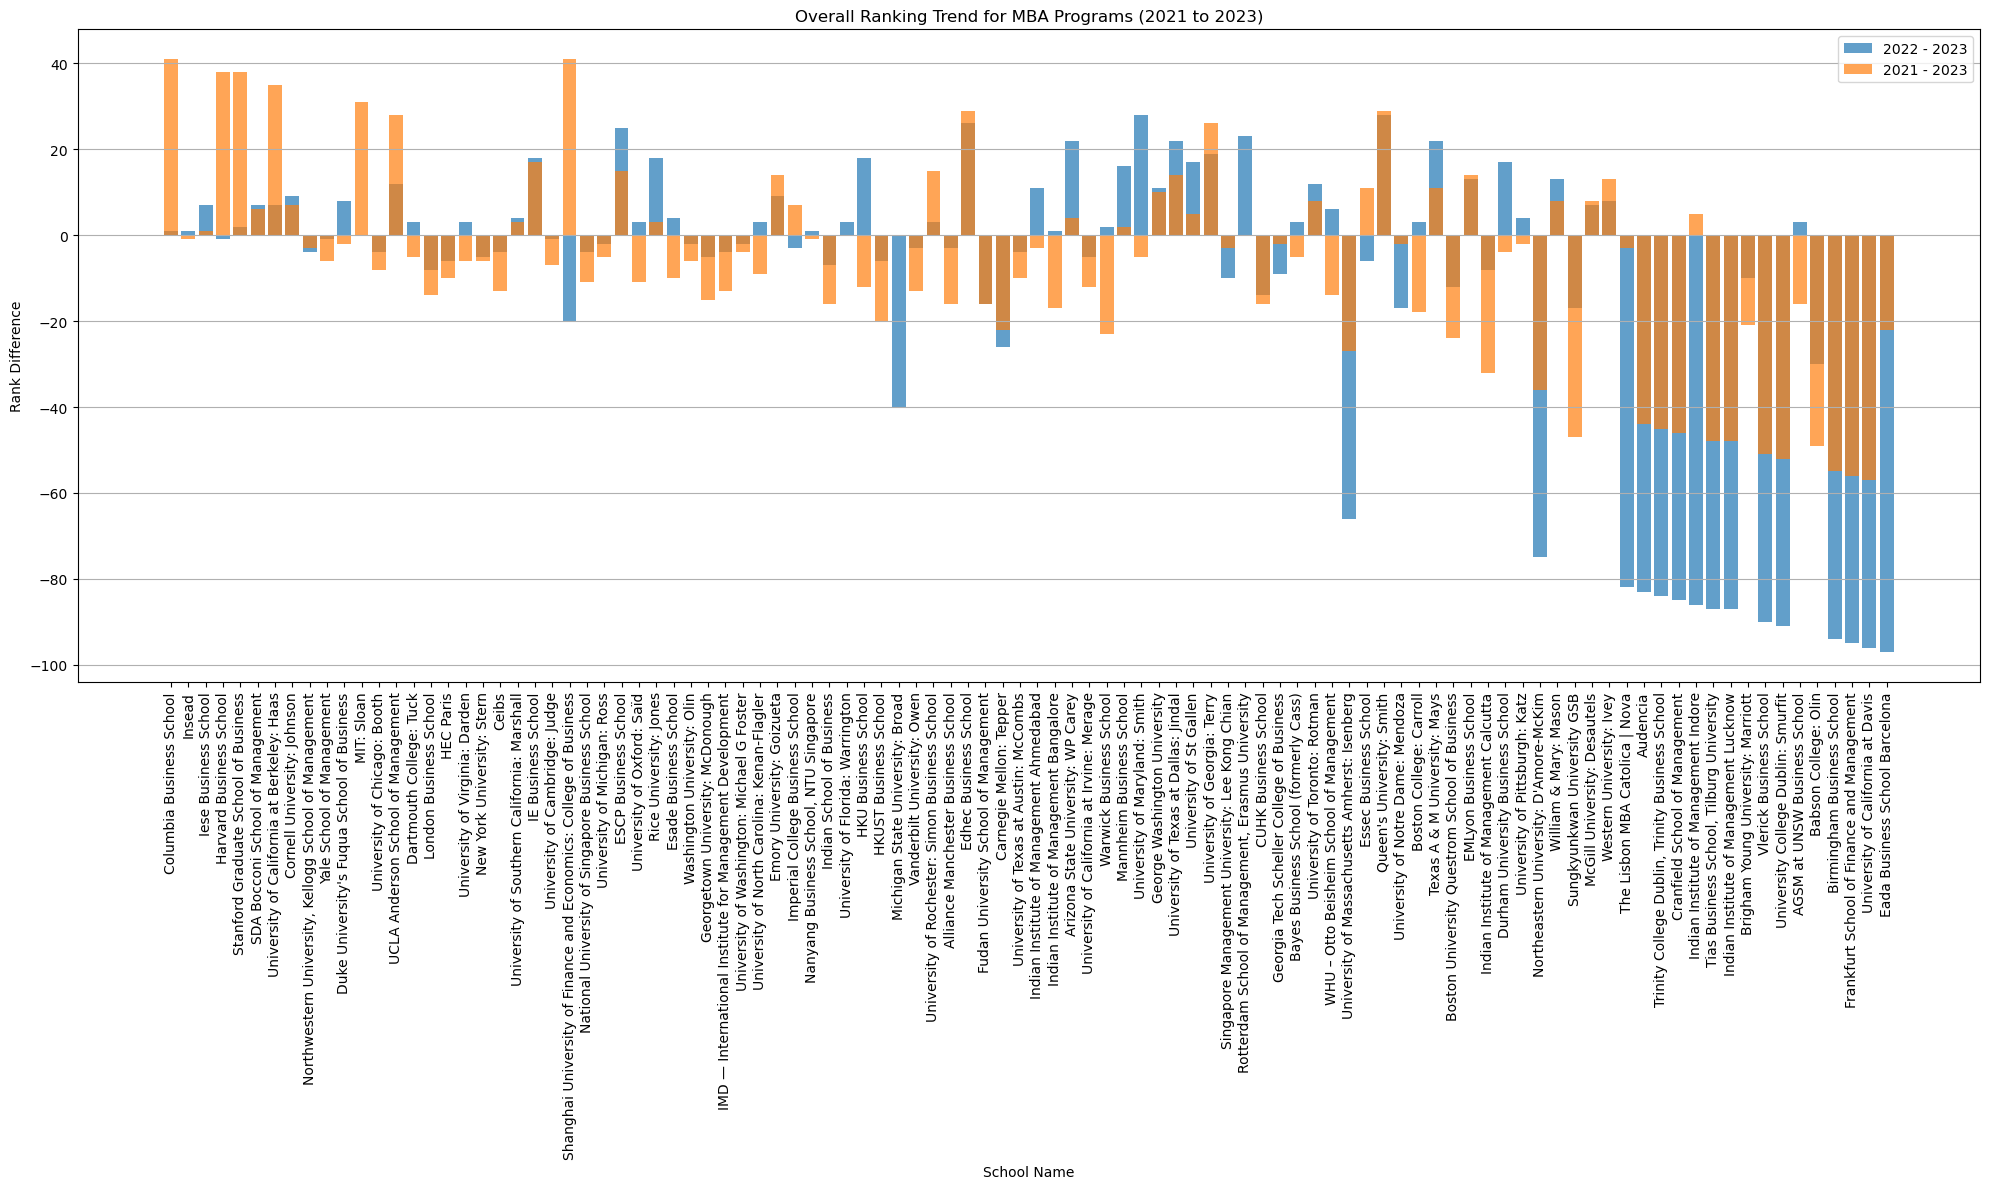 Overall Ranking Trend for MBA Programs (2021 to 2023)
2022 - 2023
2021 - 2023
Rank Difference
40
20
0
−20
−40
−60
−80
−100
Columbia Business School
Insead
Iese Business School
Harvard Business School
Stanford Graduate School of Business
SDA Bocconi School of Management
University of California at Berkeley: Haas
Cornell University: Johnson
Northwestern University, Kellogg School of Management
Yale School of Management
Duke University's Fuqua School of Business
MIT: Sloan
University of Chicago: Booth
UCLA Anderson School of Management
Dartmouth College: Tuck
London Business School
HEC Paris
University of Virginia: Darden
New York University: Stern
Ceibs
University of Southern California: Marshall
IE Business School
University of Cambridge: Judge
Shanghai University of Finance and Economics: College of Business
National University of Singapore Business School
University of Michigan: Ross
ESCP Business School
University of Oxford: Saïd
Rice University: Jones
Esade Business School
Washington University: Olin
Georgetown University: McDonough
IMD — International Institute for Management Development
University of Washington: Michael G Foster
University of North Carolina: Kenan-Flagler
Emory University: Goizueta
Imperial College Business School
Nanyang Business School, NTU Singapore
Indian School of Business
University of Florida: Warrington
HKU Business School
HKUST Business School
Michigan State University: Broad
Vanderbilt University: Owen
University of Rochester: Simon Business School
Alliance Manchester Business School
Edhec Business School
Fudan University School of Management
Carnegie Mellon: Tepper
University of Texas at Austin: McCombs
Indian Institute of Management Ahmedabad
Indian Institute of Management Bangalore
Arizona State University: WP Carey
University of California at Irvine: Merage
Warwick Business School
Mannheim Business School
University of Maryland: Smith
George Washington University
University of Texas at Dallas: Jindal
University of St Gallen
University of Georgia: Terry
Singapore Management University: Lee Kong Chian
Rotterdam School of Management, Erasmus University
CUHK Business School
Georgia Tech Scheller College of Business
Bayes Business School (formerly Cass)
University of Toronto: Rotman
WHU – Otto Beisheim School of Management
University of Massachusetts Amherst: Isenberg
Essec Business School
Queen's University: Smith
University of Notre Dame: Mendoza
Boston College: Carroll
Texas A & M University: Mays
Boston University Questrom School of Business
EMLyon Business School
Indian Institute of Management Calcutta
Durham University Business School
University of Pittsburgh: Katz
Northeastern University: D'Amore-McKim
William & Mary: Mason
Sungkyunkwan University GSB
McGill University: Desautels
Western University: Ivey
The Lisbon MBA Catolica | Nova
Audencia
Trinity College Dublin, Trinity Business School
Cranfield School of Management
Indian Institute of Management Indore
Tias Business School, Tilburg University
Indian Institute of Management Lucknow
Brigham Young University: Marriott
Vlerick Business School
University College Dublin: Smurfit
AGSM at UNSW Business School
Babson College: Olin
Birmingham Business School
Frankfurt School of Finance and Management
University of California at Davis
Eada Business School Barcelona
School Name